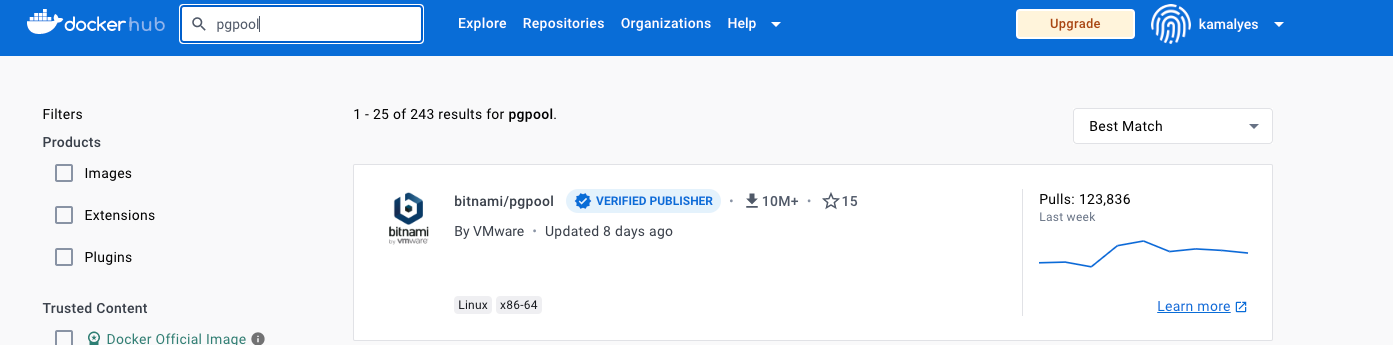 dockerhub
pgpool
Explore Repositories Organizations Help
Upgrade
kamalyes
Filters
Products
Images
Extensions
Plugins
Trusted Content
Docker Official Image
1 - 25 of 243 results for pgpool.
Best Match
bitnami
by vmware
bitnami/pgpool VERIFIED PUBLISHER · 10M+ · 15
By VMware • Updated 8 days ago
Linux x86-64
Pulls: 123,836
Last week
Learn more